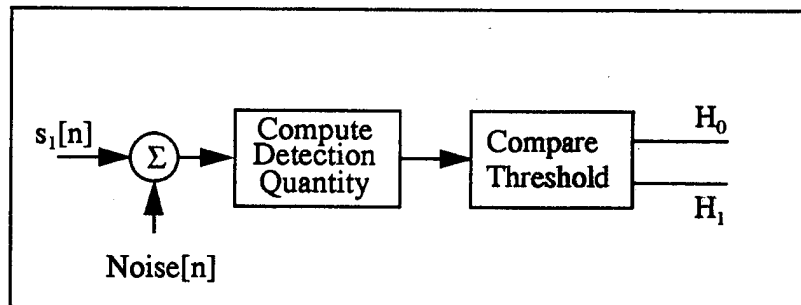 s₁[n]
Σ
Noise[n]
Compute
Detection
Quantity
Compare
Threshold
H₀
H₁